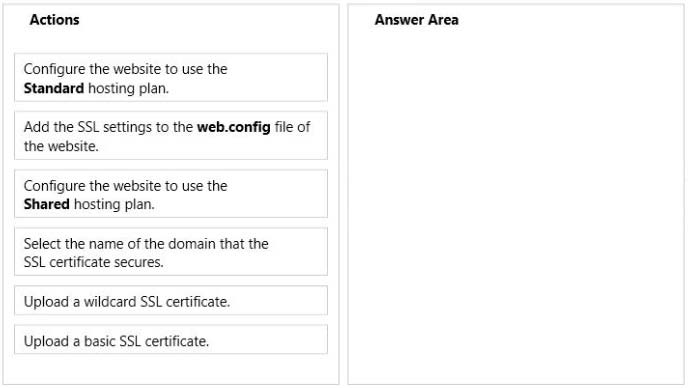 Actions
Answer Area
Configure the website to use the
Standard hosting plan.
Add the SSL settings to the web.config file of
the website.
Configure the website to use the
Shared hosting plan.
Select the name of the domain that the
SSL certificate secures.
Upload a wildcard SSL certificate.
Upload a basic SSL certificate.